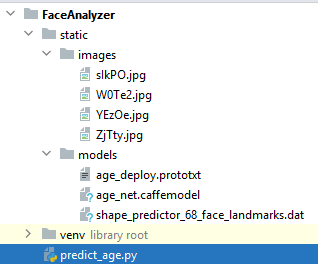 FaceAnalyzer
static
images
slkPO.jpg
W0Te2.jpg
YEzOe.jpg
ZjTty.jpg
models
age_deploy.prototxt
age_net.caffemodel
shape_predictor_68_face_landmarks.dat
venv library root
predict_age.py